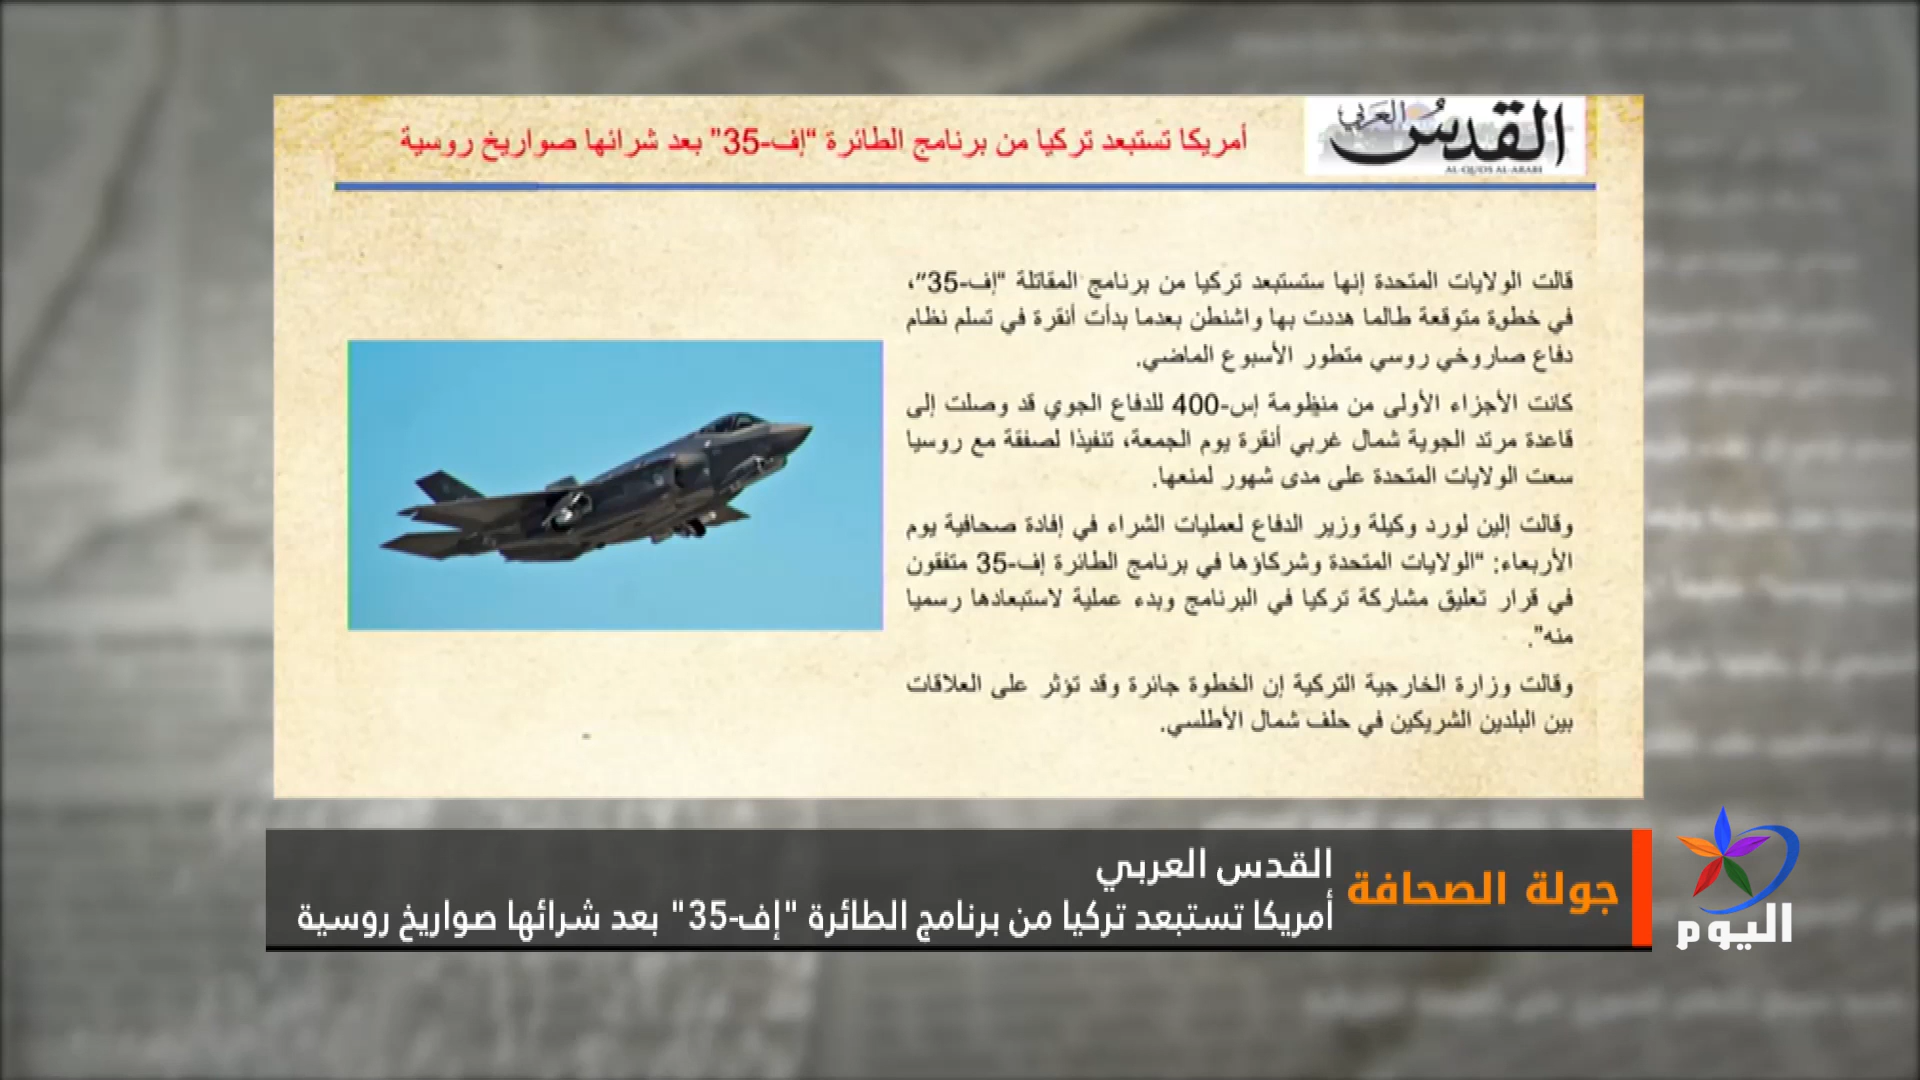 القدس العربي
AL-QUDS AL-ARABI
أمريكا تستبعد تركيا من برنامج الطائرة "إف-35" بعد شرائها صواريخ روسية
قالت الولايات المتحدة إنها ستستبعد تركيا من برنامج المقاتلة "إف-35"،
في خطوة متوقعة طالما هددت بها واشنطن بعدما بدأت أنقرة في تسلم نظام
دفاع صاروخي روسي متطور الأسبوع الماضي.
كانت الأجزاء الأولى من منظومة إس-400 للدفاع الجوي قد وصلت إلى
قاعدة مرتد الجوية شمال غربي أنقرة يوم الجمعة، تنفيذا لصفقة مع روسيا
سعت الولايات المتحدة على مدى شهور لمنعها.
وقالت إلين لورد وكيلة وزير الدفاع لعمليات الشراء في إفادة صحافية يوم
الأربعاء: "الولايات المتحدة وشركاؤها في برنامج الطائرة إف-35 متفقون
في قرار تعليق مشاركة تركيا في البرنامج وبدء عملية لاستبعادها رسميا
منه".
وقالت وزارة الخارجية التركية إن الخطوة جائرة وقد تؤثر على العلاقات
بين البلدين الشريكين في حلف شمال الأطلسي.
جولة الصحافة
القدس العربي
أمريكا تستبعد تركيا من برنامج الطائرة "إف-35" بعد شرائها صواريخ روسية
اليوم